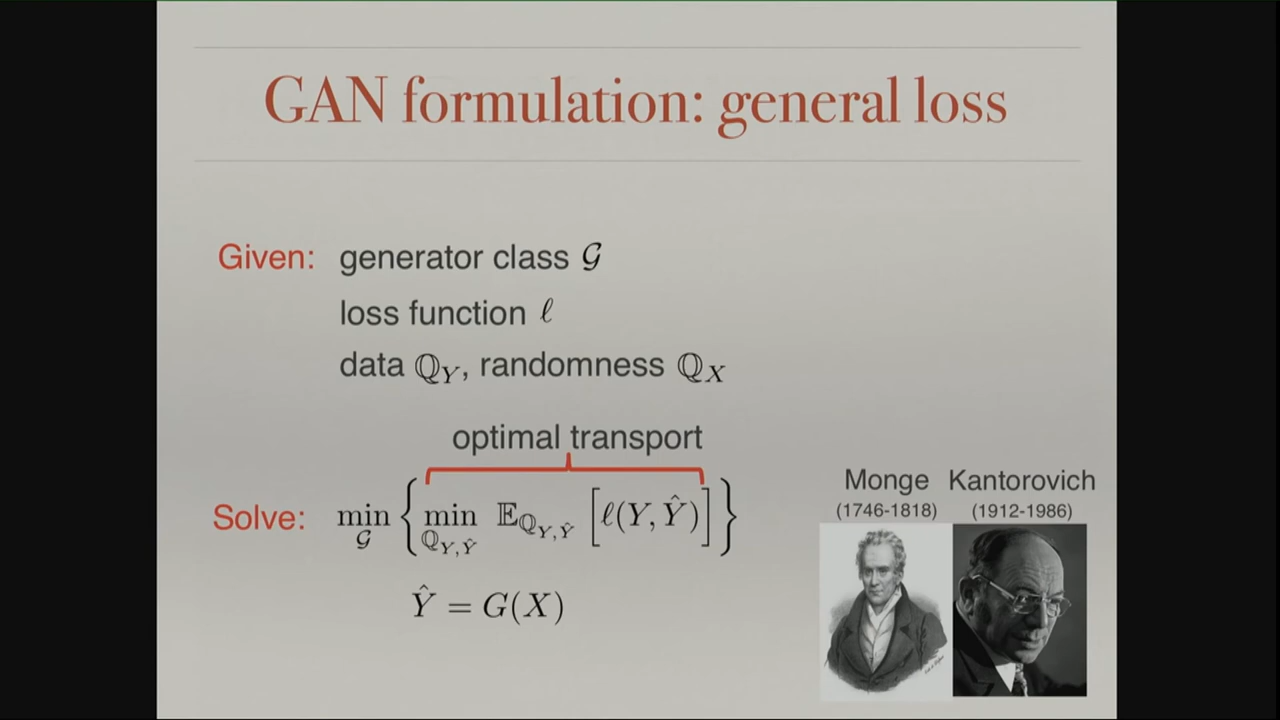 GAN formulation: general loss
Given: generator class 𝒢
loss function ℓ
data ℚ_Y, randomness ℚ_X
optimal transport
Solve: min_𝒢 { min_{ℚ_{Y,Ŷ}} 𝔼_{ℚ_{Y,Ŷ}} [ℓ(Y, Ŷ)] }
Ŷ = G(X)
Monge Kantorovich
(1746-1818) (1912-1986)